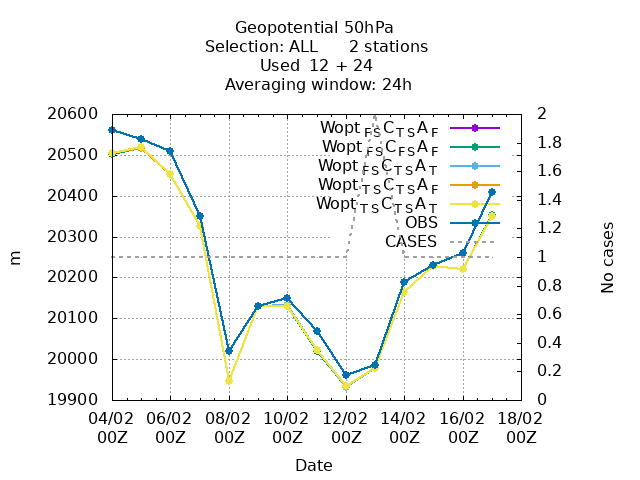 Geopotential 50hPa
Selection: ALL      2 stations
Used  12 + 24
Averaging window: 24h
20600
20500
20400
20300
20200
20100
20000
19900
m
2
1.8
1.6
1.4
1.2
1
0.8
0.6
0.4
0.2
0
No cases
Wopt FS C TS A F
Wopt FS C FS A F
Wopt FS C TS A T
Wopt TS C TS A F
Wopt TS C TS A T
OBS
CASES
04/02 06/02 08/02 10/02 12/02 14/02 16/02 18/02
00Z 00Z 00Z 00Z 00Z 00Z 00Z 00Z
Date